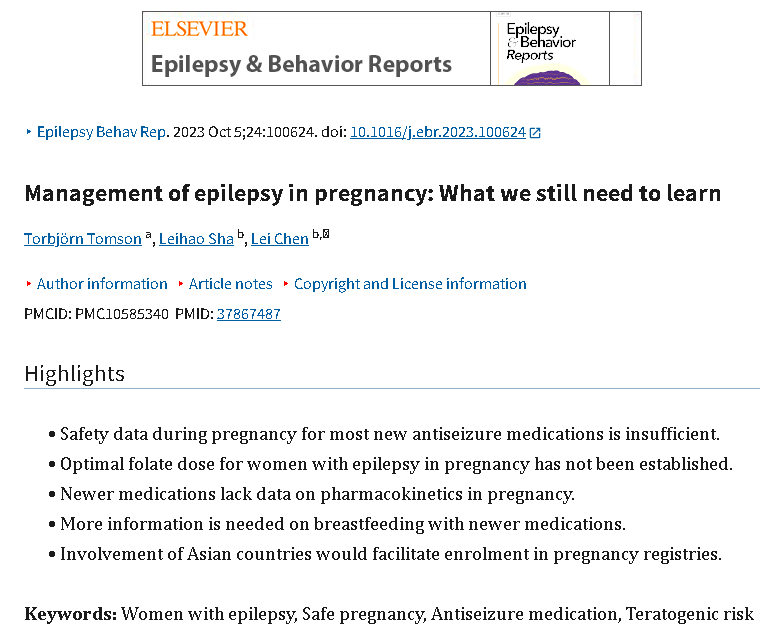 ELSEVIER
Epilepsy & Behavior Reports
Epilepsy
& Behavior
Reports
‣ Epilepsy Behav Rep. 2023 Oct 5;24:100624. doi: 10.1016/j.ebr.2023.100624
Management of epilepsy in pregnancy: What we still need to learn
Torbjörn Tomson a, Leihao Sha b, Lei Chen b,
‣ Author information ‣ Article notes ‣ Copyright and License information
PMCID: PMC10585340 PMID: 37867487
Highlights
• Safety data during pregnancy for most new antiseizure medications is insufficient.
• Optimal folate dose for women with epilepsy in pregnancy has not been established.
• Newer medications lack data on pharmacokinetics in pregnancy.
• More information is needed on breastfeeding with newer medications.
• Involvement of Asian countries would facilitate enrolment in pregnancy registries.
Keywords: Women with epilepsy, Safe pregnancy, Antiseizure medication, Teratogenic risk